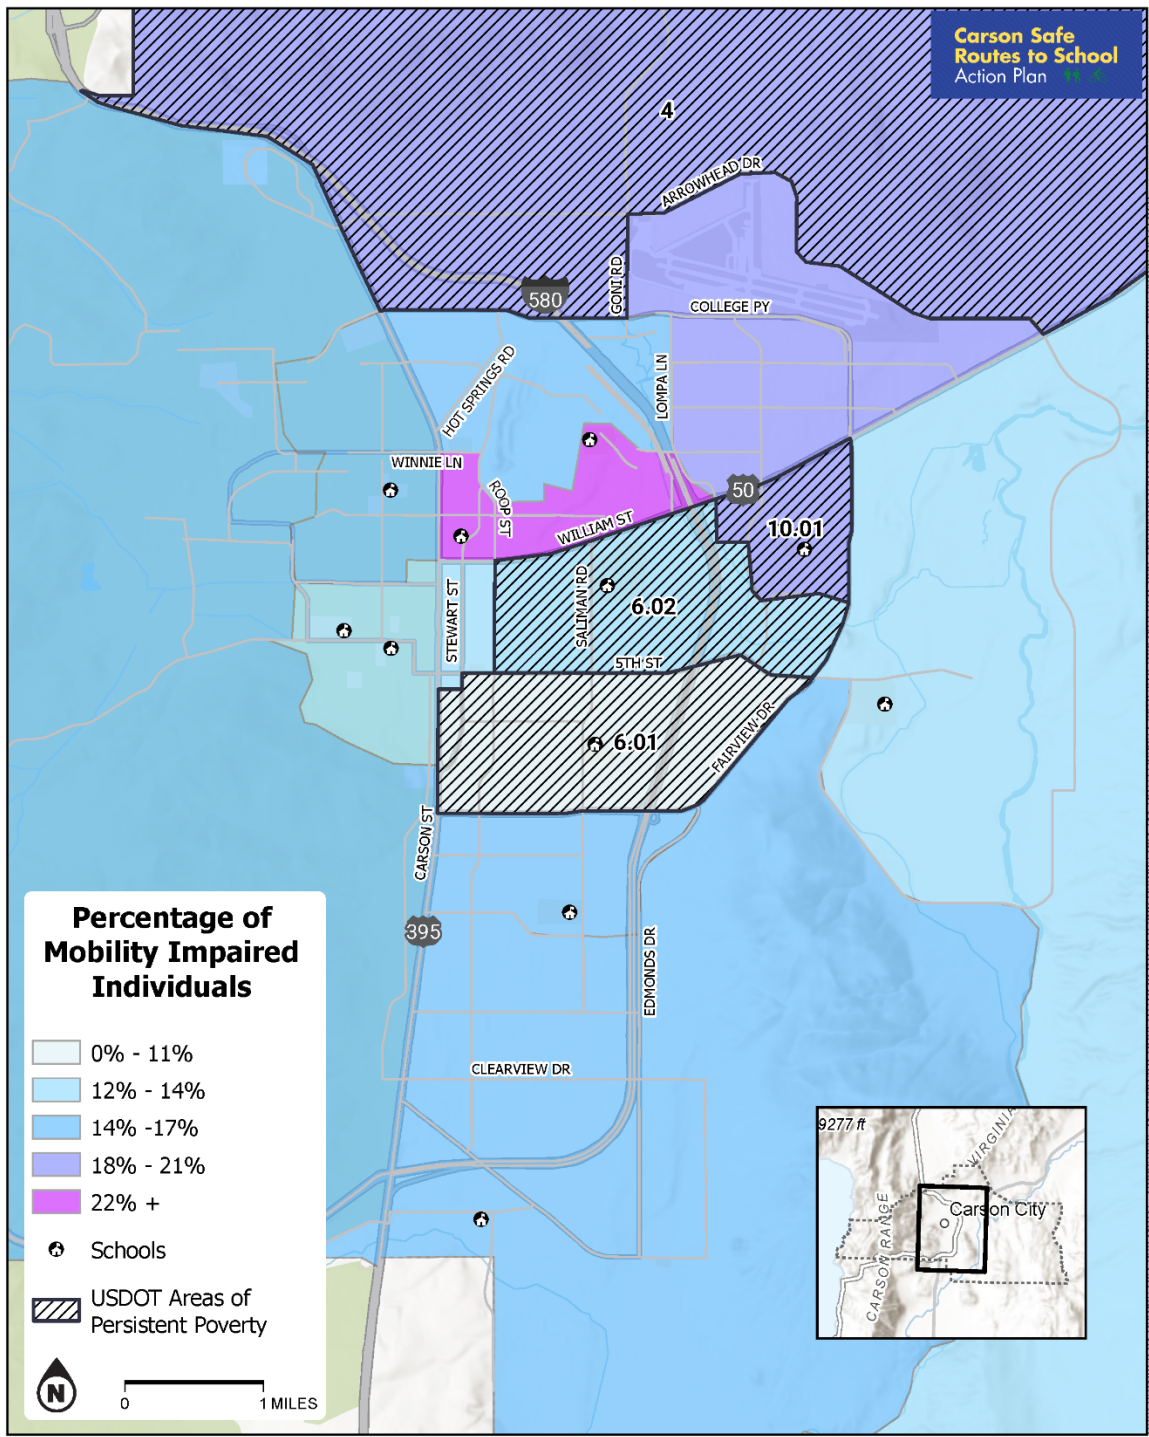 Carson Safe
Routes to School
Action Plan
4
ARROWHEAD DR
580
GONI RD
COLLEGE PY
HOT SPRINGS RD
LOMPA LN
WINNIE LN
ROOP ST
50
WILLIAM ST
10.01
STEWART ST
SALIMAN RD
6.02
5TH ST
6.01
FAIRVIEW DR
CARSON ST
395
EDMONDS DR
CLEARVIEW DR
Percentage of
Mobility Impaired
Individuals
0% - 11%
12% - 14%
14% -17%
18% - 21%
22% +
Schools
USDOT Areas of
Persistent Poverty
N
0 1 MILES
9277 ft
VIRGINIA
CARSON RANGE
Carson City